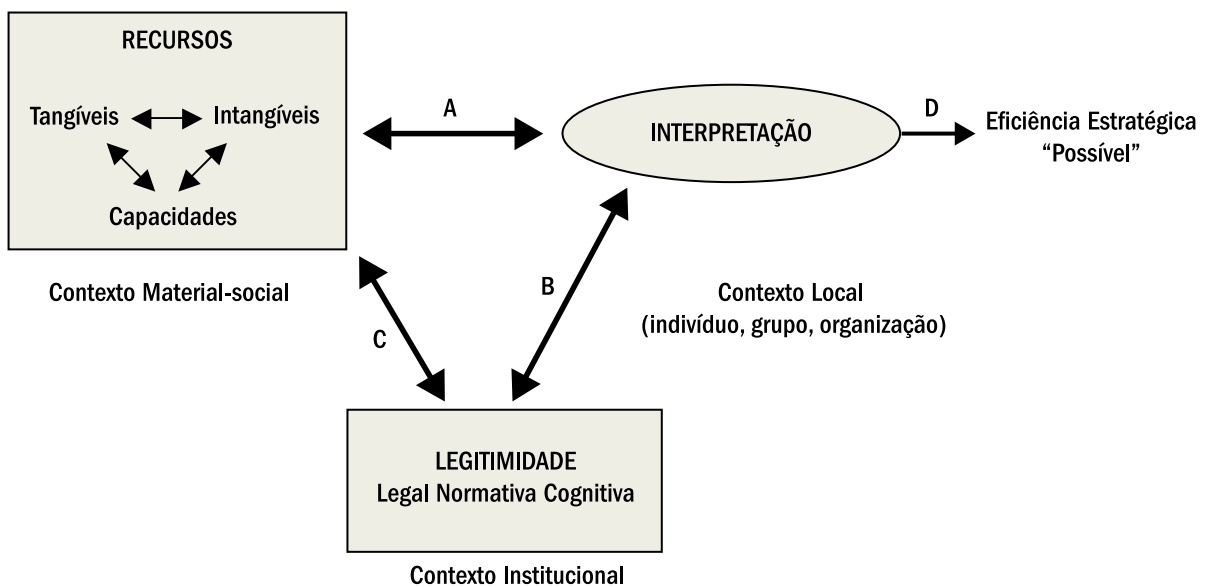 RECURSOS
Tangíveis
Intangíveis
Capacidades
Contexto Material-social
A
INTERPRETAÇÃO
D
Eficiência Estratégica
“Possível”
B
C
Contexto Local
(indivíduo, grupo, organização)
LEGITIMIDADE
Legal Normativa Cognitiva
Contexto Institucional